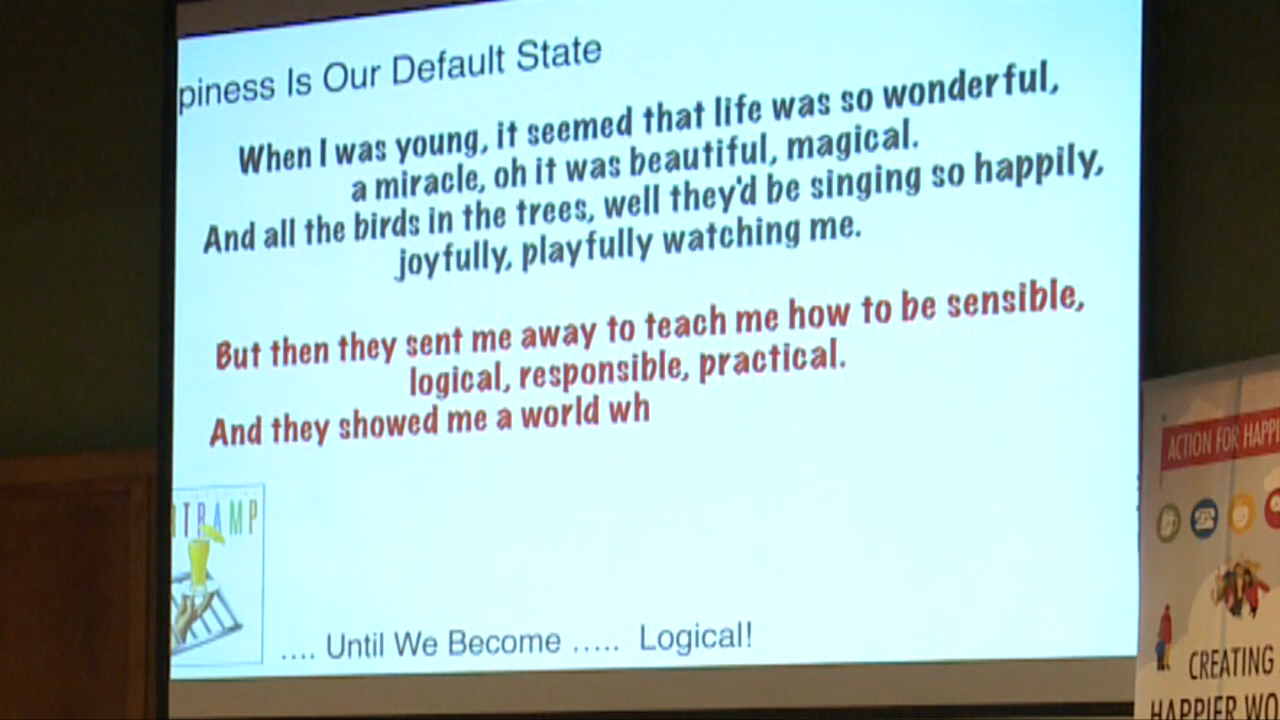 piness Is Our Default State
When I was young, it seemed that life was so wonderful,
a miracle, oh it was beautiful, magical.
And all the birds in the trees, well they'd be singing so happily,
joyfully, playfully watching me.
But then they sent me away to teach me how to be sensible,
logical, responsible, practical.
And they showed me a world wh
TRAMP
.... Until We Become ..... Logical!
ACTION FOR HAPPI
CREATING
HAPPIER WO